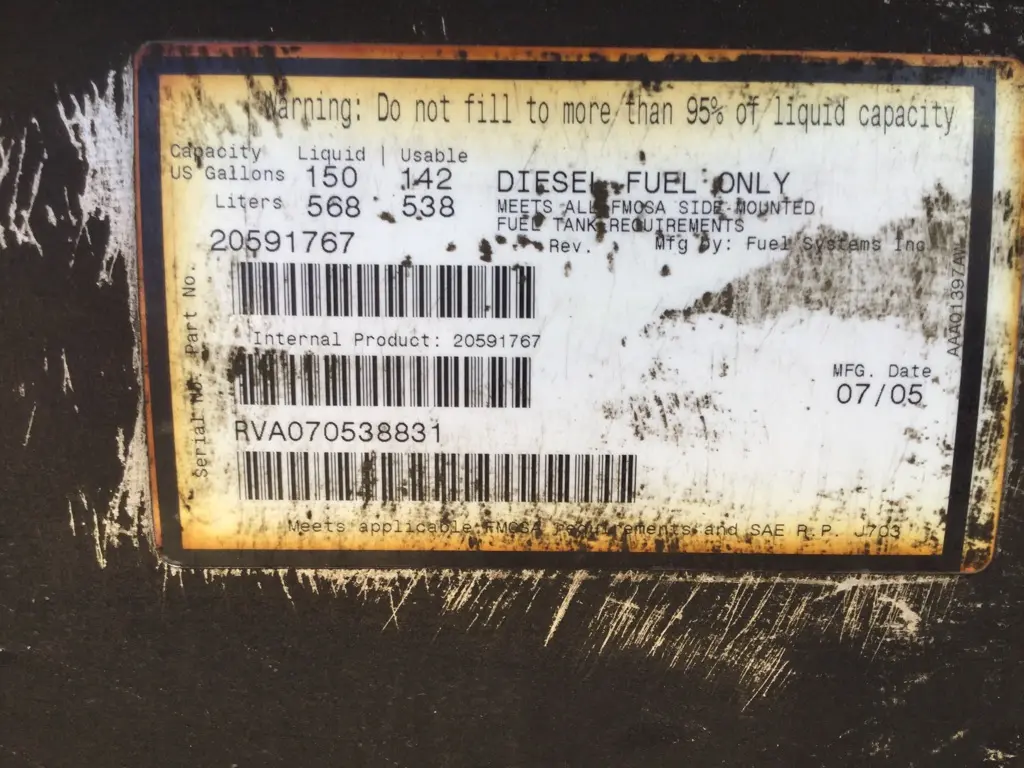 Warning: Do not fill to more than 95% of liquid capacity
Capacity Liquid | Usable
US Gallons 150 142
Liters 568 538
DIESEL FUEL ONLY
MEETS ALL FMCSA SIDE MOUNTED
FUEL TANK REQUIREMENTS
Rev. Mfg by: Fuel Systems Inc
20591767
Part No.
Internal Product: 20591767
Serial No.
RVA070538831
MFG. Date
07/05
AAA01397AW
Meets applicable FMCSA requirements and SAE R.P. J703